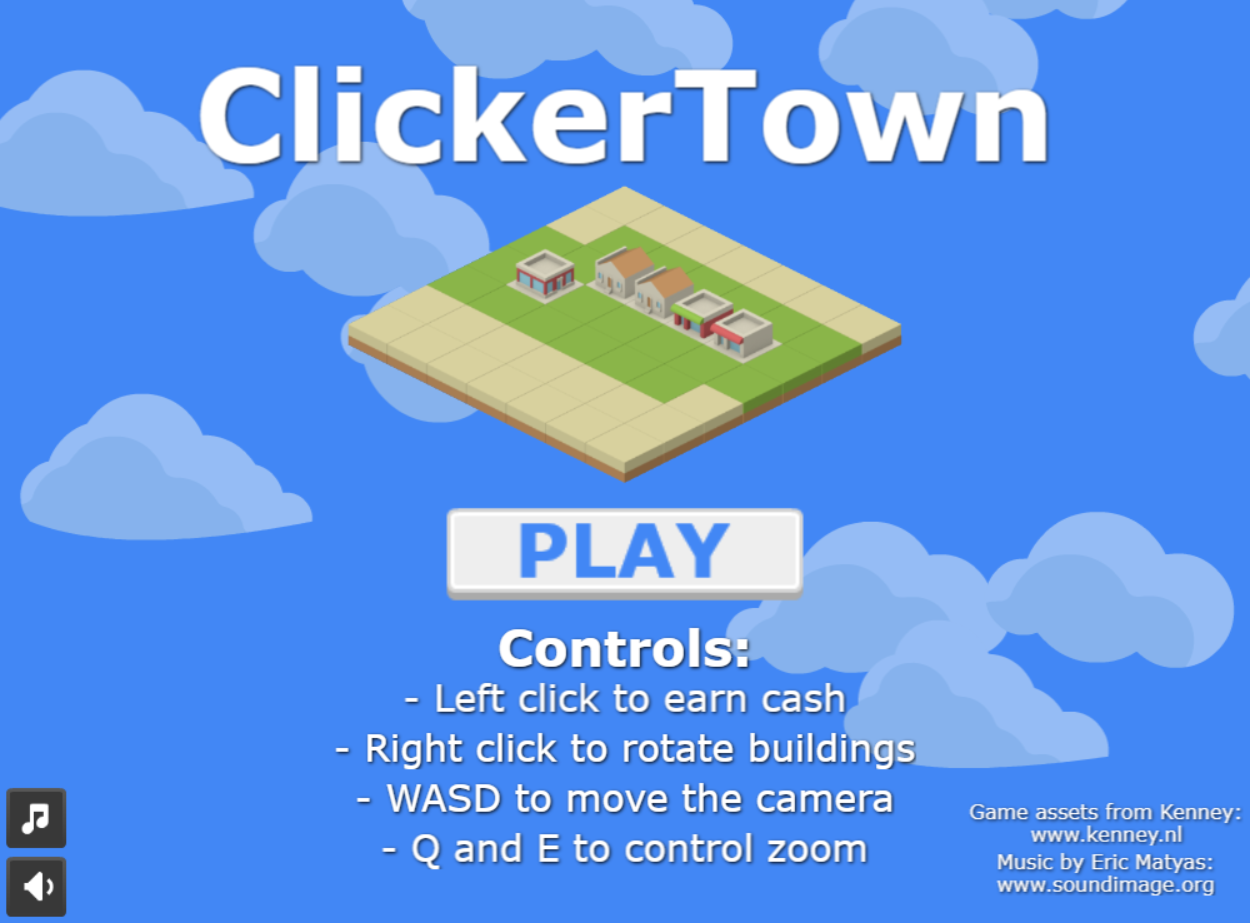 ClickerTown
PLAY
Controls:
- Left click to earn cash
- Right click to rotate buildings
- WASD to move the camera
- Q and E to control zoom
Game assets from Kenney:
www.kenney.nl
Music by Eric Matyas:
www.soundimage.org